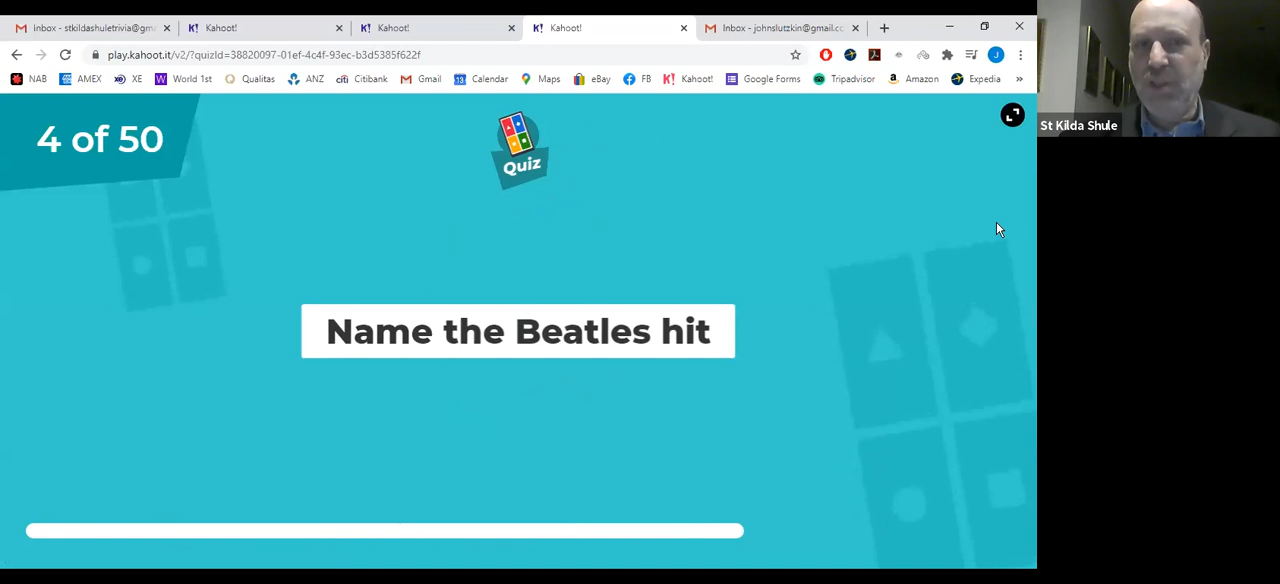 Inbox - stkildashuletrivia@gma
Kahoot!
Kahoot!
Kahoot!
Inbox - johnslutzkin@gmail.cc
play.kahoot.it/v2/?quizId=38820097-01ef-4c4f-93ec-b3d5385f622f
NAB
AMEX
XE
World 1st
Qualitas
ANZ
Citibank
Gmail
Calendar
Maps
eBay
FB
Kahoot!
Google Forms
Tripadvisor
Amazon
Expedia
St Kilda Shule
4 of 50
Quiz
Name the Beatles hit